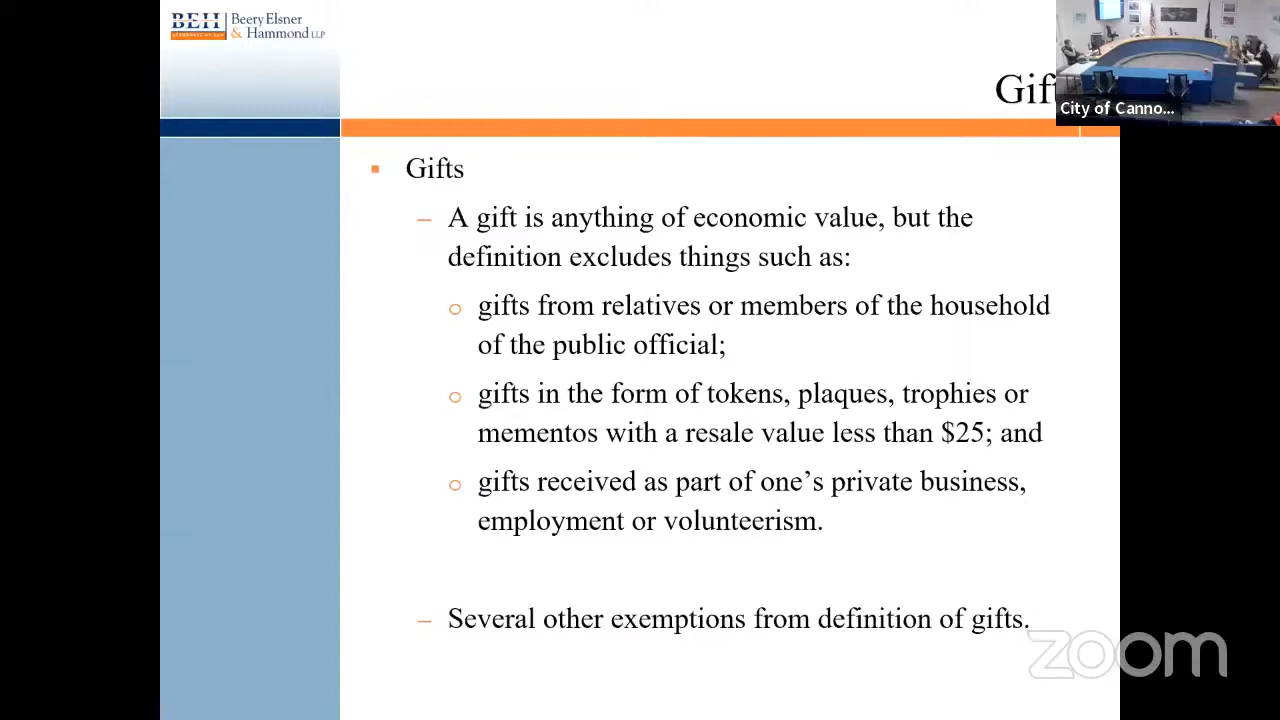 BEH
Beery Elsner
& Hammond LLP
ATTORNEYS AT LAW
Gif
City of Canno...
Gifts
A gift is anything of economic value, but the
definition excludes things such as:
gifts from relatives or members of the household
of the public official;
gifts in the form of tokens, plaques, trophies or
mementos with a resale value less than $25; and
gifts received as part of one’s private business,
employment or volunteerism.
Several other exemptions from definition of gifts.
zoom